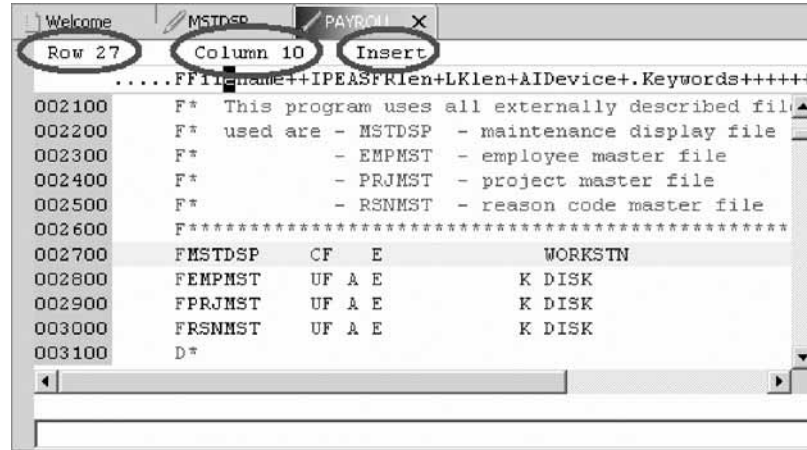 Welcome MSTDSP PAYROLL X
Row 27 Column 10 Insert
.....FFilename++IPEASFRlen+LKlen+AIDevice+.Keywords++++++
002100 F* This program uses all externally described file
002200 F* used are - MSTDSP - maintenance display file
002300 F* - EMPMST - employee master file
002400 F* - PRJMST - project master file
002500 F* - RSNMST - reason code master file
002600 F**************************************************
002700 FMSTDSP CF E WORKSTN
002800 FEMPMST UF A E K DISK
002900 FPRJMST UF A E K DISK
003000 FRSNMST UF A E K DISK
003100 D*